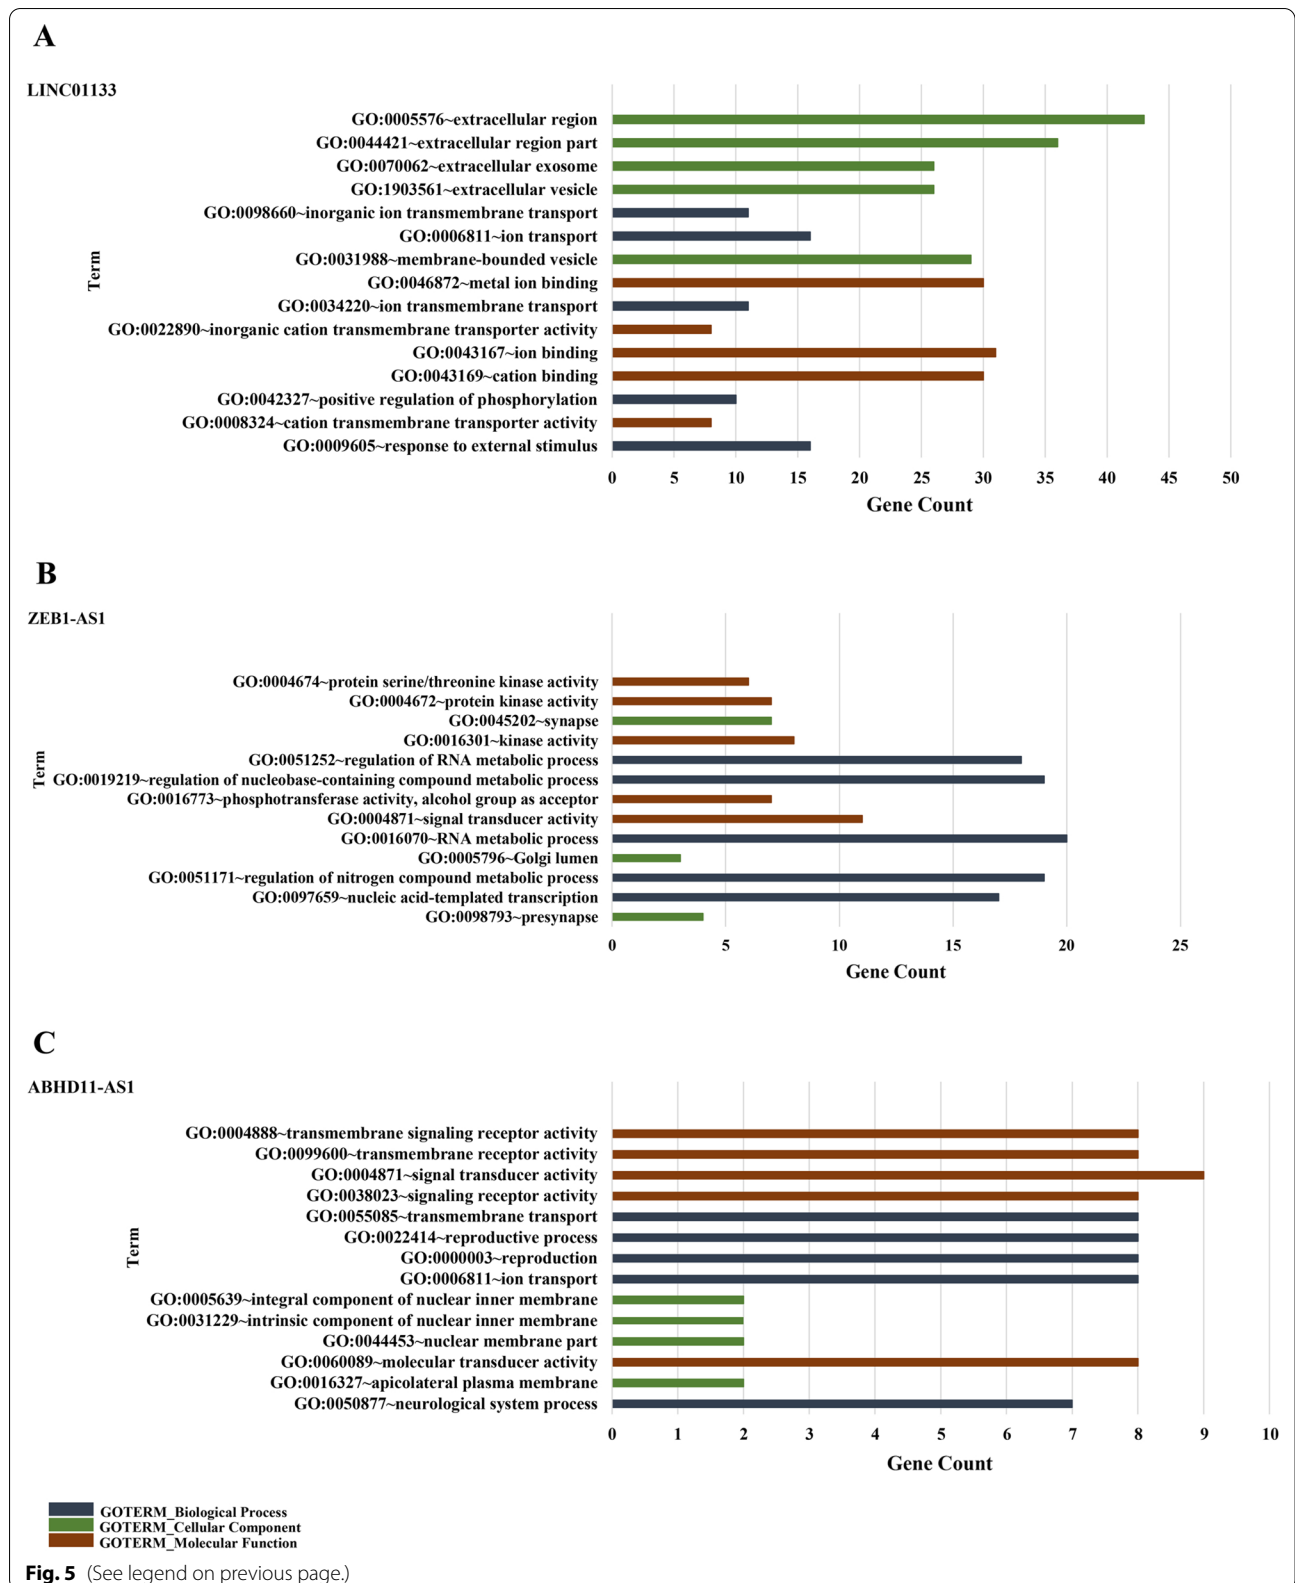 A
LINC01133
GO:0005576~extracellular region
GO:0044421~extracellular region part
GO:0070062~extracellular exosome
GO:1903561~extracellular vesicle
GO:0098660~inorganic ion transmembrane transport
GO:0006811~ion transport
GO:0031988~membrane-bounded vesicle
GO:0046872~metal ion binding
GO:0034220~ion transmembrane transport
GO:0022890~inorganic cation transmembrane transporter activity
GO:0043167~ion binding
GO:0043169~cation binding
GO:0042327~positive regulation of phosphorylation
GO:0008324~cation transmembrane transporter activity
GO:0009605~response to external stimulus
Term
0 5 10 15 20 25 30 35 40 45 50
Gene Count
B
ZEB1-AS1
GO:0004674~protein serine/threonine kinase activity
GO:0004672~protein kinase activity
GO:0045202~synapse
GO:0016301~kinase activity
GO:0051252~regulation of RNA metabolic process
GO:0019219~regulation of nucleobase-containing compound metabolic process
GO:0016773~phosphotransferase activity, alcohol group as acceptor
GO:0004871~signal transducer activity
GO:0016070~RNA metabolic process
GO:0005796~Golgi lumen
GO:0051171~regulation of nitrogen compound metabolic process
GO:0097659~nucleic acid-templated transcription
GO:0098793~presynapse
Term
0 5 10 15 20 25
Gene Count
C
ABHD11-AS1
GO:0004888~transmembrane signaling receptor activity
GO:0099600~transmembrane receptor activity
GO:0004871~signal transducer activity
GO:0038023~signaling receptor activity
GO:0055085~transmembrane transport
GO:0022414~reproductive process
GO:0000003~reproduction
GO:0006811~ion transport
GO:0005639~integral component of nuclear inner membrane
GO:0031229~intrinsic component of nuclear inner membrane
GO:0044453~nuclear membrane part
GO:0060089~molecular transducer activity
GO:0016327~apicolateral plasma membrane
GO:0050877~neurological system process
Term
0 1 2 3 4 5 6 7 8 9 10
Gene Count
GOTERM_Biological Process
GOTERM_Cellular Component
GOTERM_Molecular Function
Fig. 5 (See legend on previous page.)